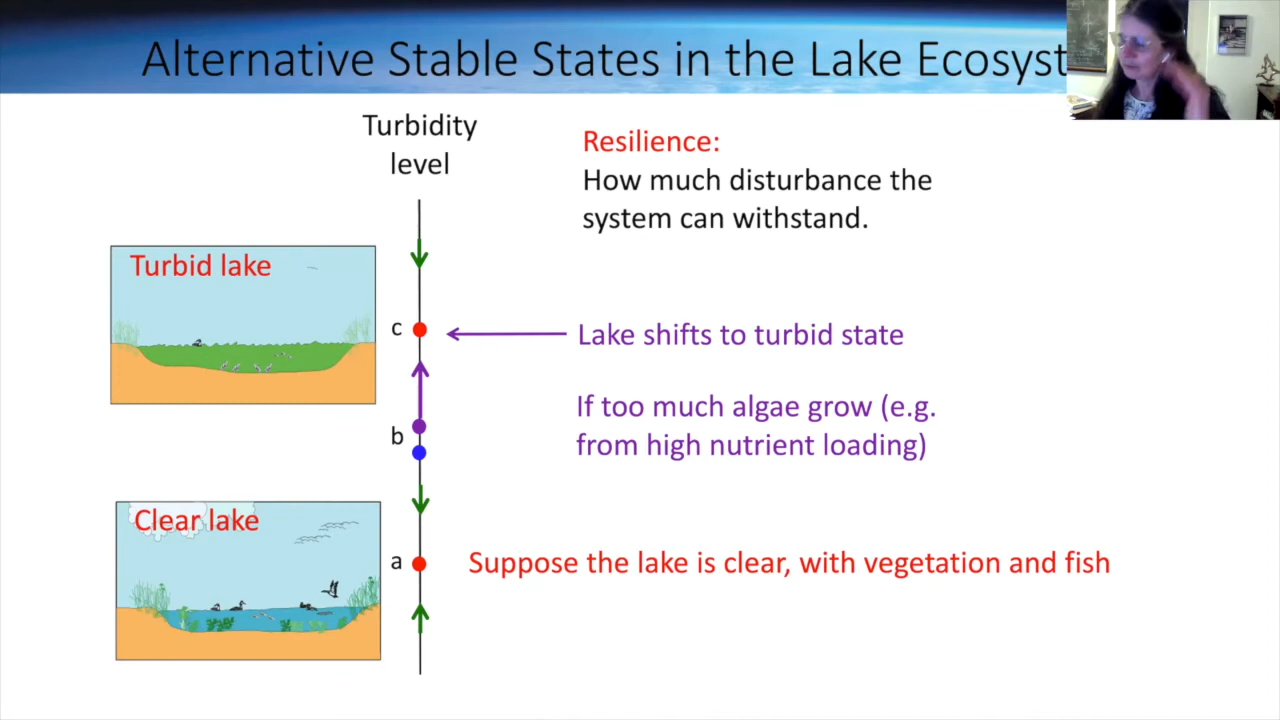 Alternative Stable States in the Lake Ecosyst
Turbidity
level
Resilience:
How much disturbance the
system can withstand.
Turbid lake
c
Lake shifts to turbid state
If too much algae grow (e.g.
from high nutrient loading)
b
Clear lake
a
Suppose the lake is clear, with vegetation and fish